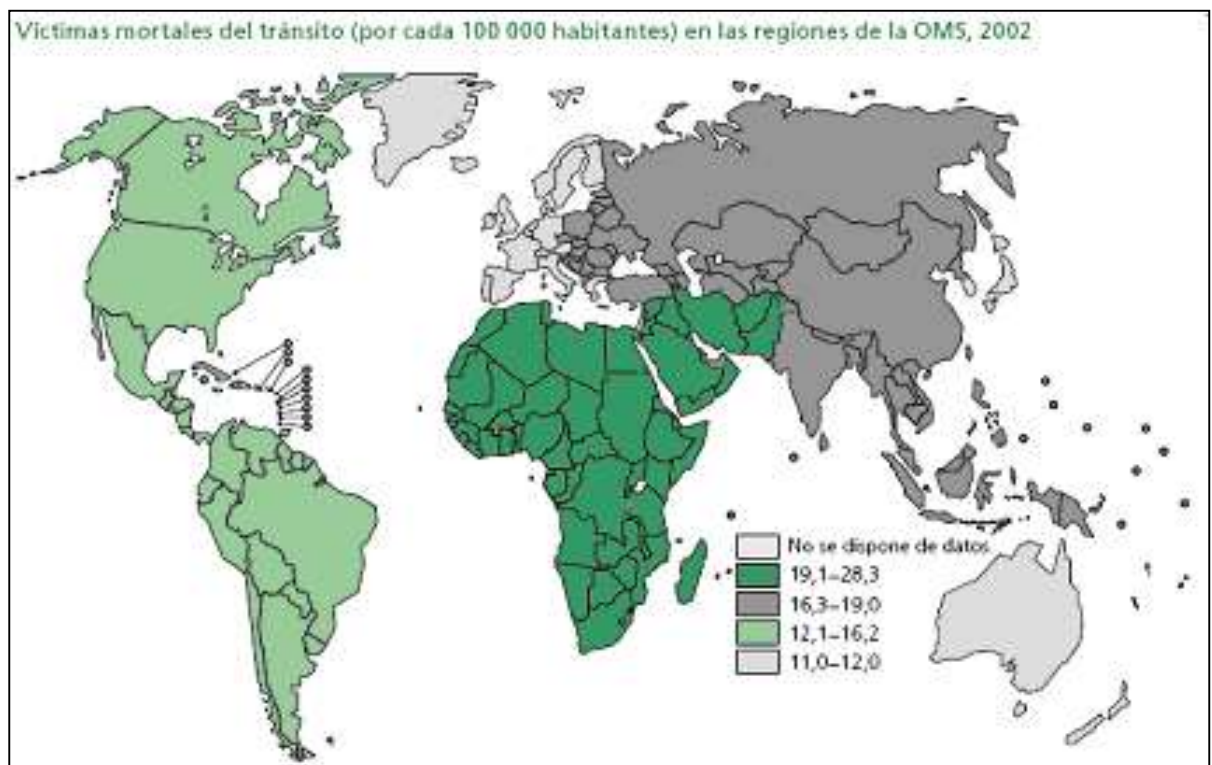 Víctimas mortales del tránsito (por cada 100 000 habitantes) en las regiones de la OMS, 2002
No se dispone de datos
19,1–28,3
16,3–19,0
12,1–16,2
11,0–12,0